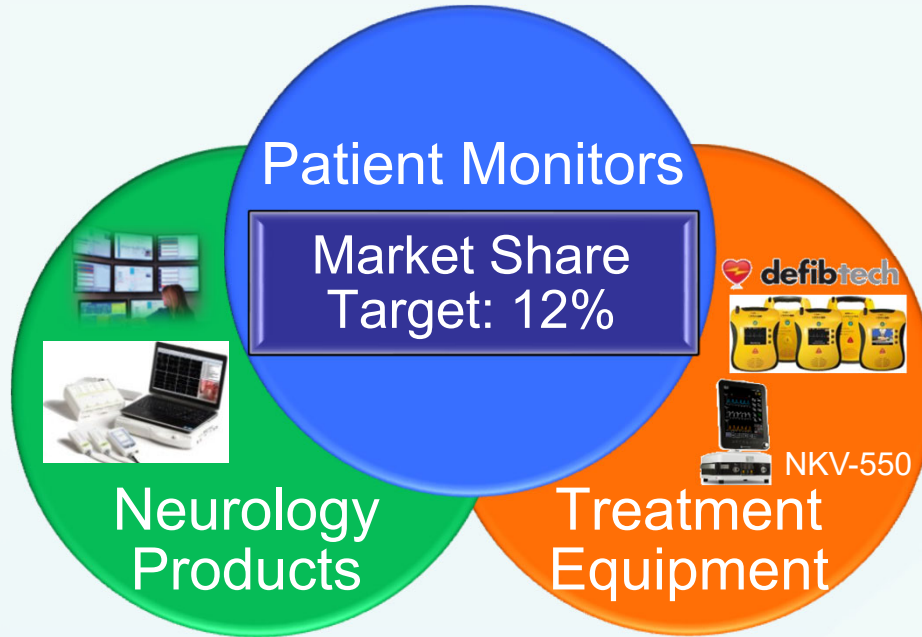 Patient Monitors
Market Share
Target: 12%
defibtech
NKV-550
Neurology
Products
Treatment
Equipment